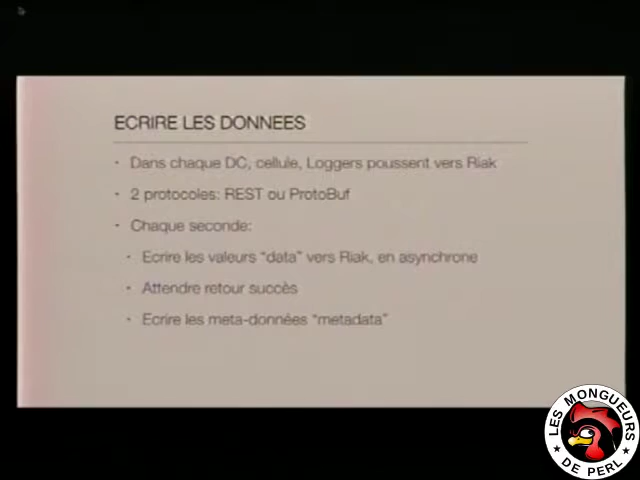 ECRIRE LES DONNEES
Dans chaque DC, cellule, Loggers poussent vers Riak
2 protocoles: REST ou ProtoBuf
Chaque seconde:
Ecrire les valeurs "data" vers Riak, en asynchrone
Attendre retour succès
Ecrire les meta-données "metadata"
LES MONGUEURS
DE PERL